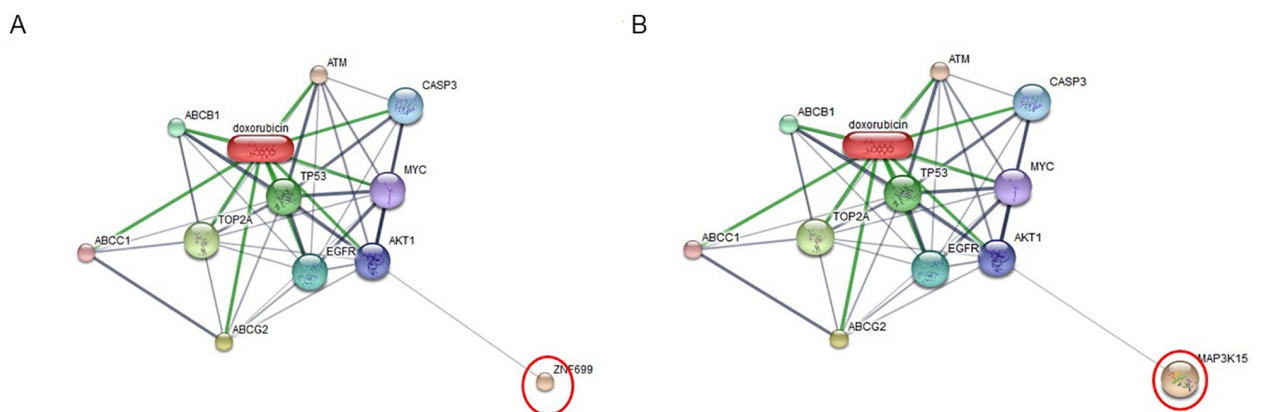 A
ATM
CASP3
ABCB1
doxorubicin
MYC
TP53
TOP2A
ABCC1
EGFR
AKT1
ABCG2
ZNF699
B
ATM
CASP3
ABCB1
doxorubicin
TP53
MYC
TOP2A
ABCC1
EGFR
AKT1
ABCG2
MAP3K15